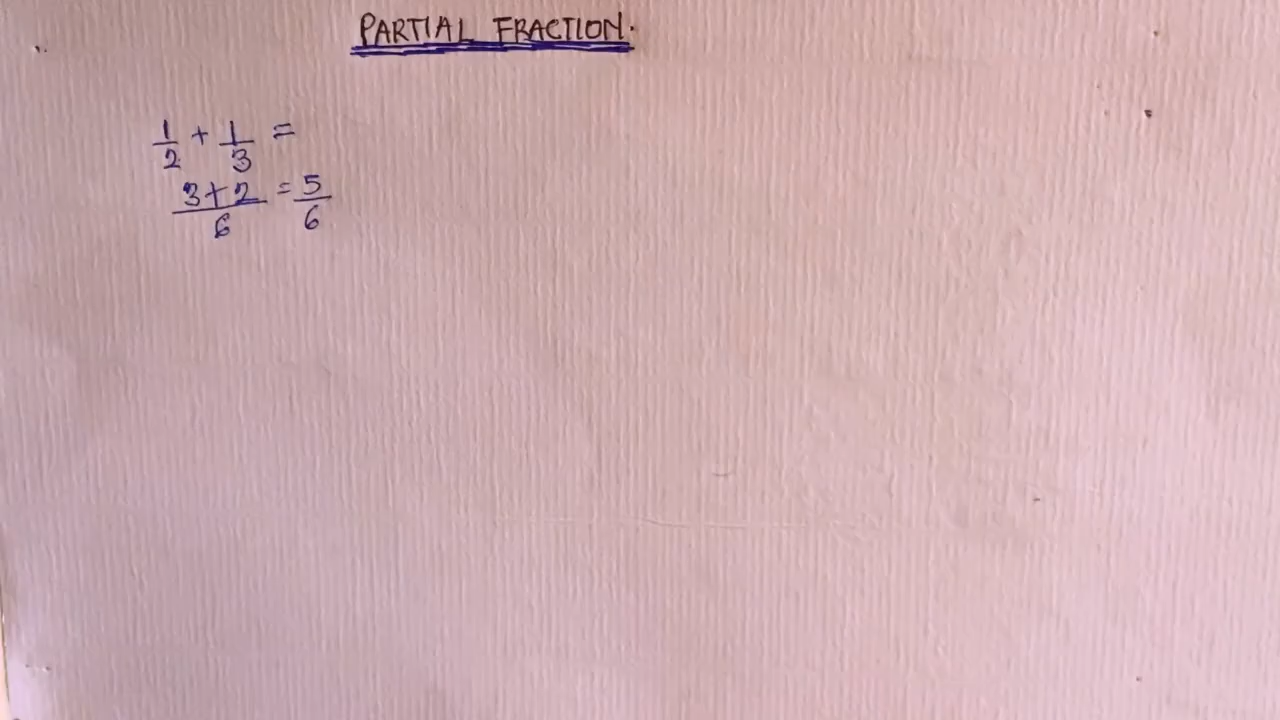 PARTIAL FRACTION.
1/2 + 1/3 =
3+2/6 = 5/6